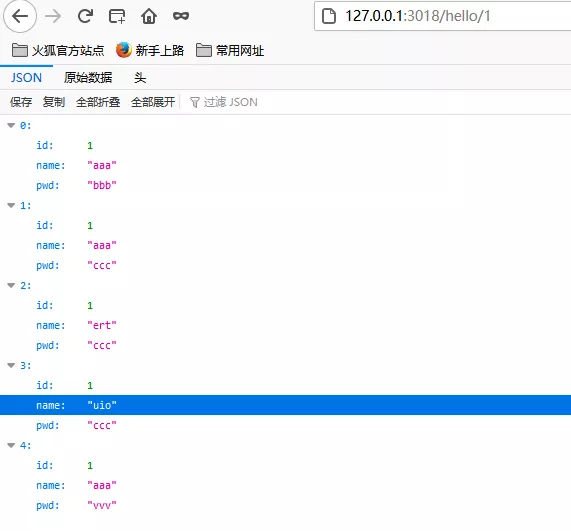 127.0.0.1:3018/hello/1
火狐官方站点 新手上路 常用网址
JSON 原始数据 头
保存 复制 全部折叠 全部展开 过滤 JSON
0:
id: 1
name: "aaa"
pwd: "bbb"
1:
id: 1
name: "aaa"
pwd: "ccc"
2:
id: 1
name: "ert"
pwd: "ccc"
3:
id: 1
name: "uio"
pwd: "ccc"
4:
id: 1
name: "aaa"
pwd: "vvv"